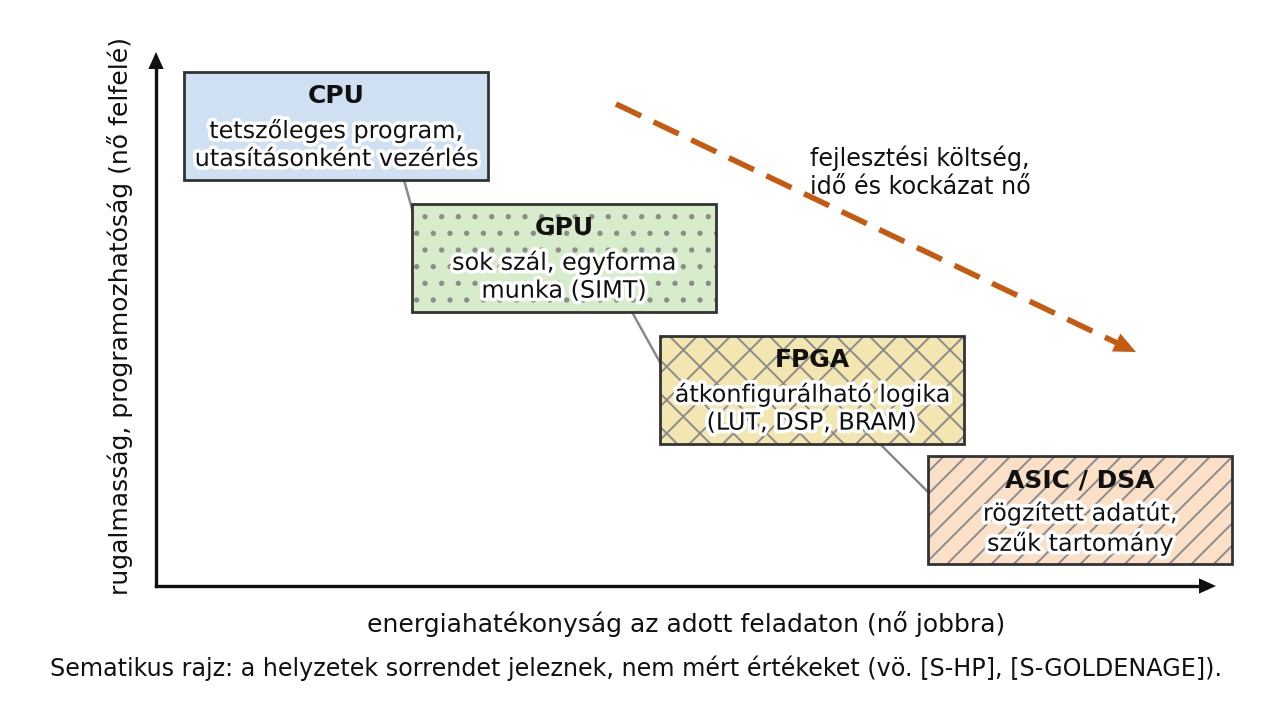 rugalmasság, programozhatóság (nő felfelé)
CPU
tetszőleges program,
utasításonként vezérlés
fejlesztési költség,
idő és kockázat nő
GPU
sok szál, egyforma
munka (SIMT)
FPGA
átkonfigurálható logika
(LUT, DSP, BRAM)
ASIC / DSA
rögzített adatút,
szűk tartomány
energiahatékonyság az adott feladaton (nő jobbra)
Sematikus rajz: a helyzetek sorrendet jeleznek, nem mért értékeket (vö. [S-HP], [S-GOLDENAGE]).